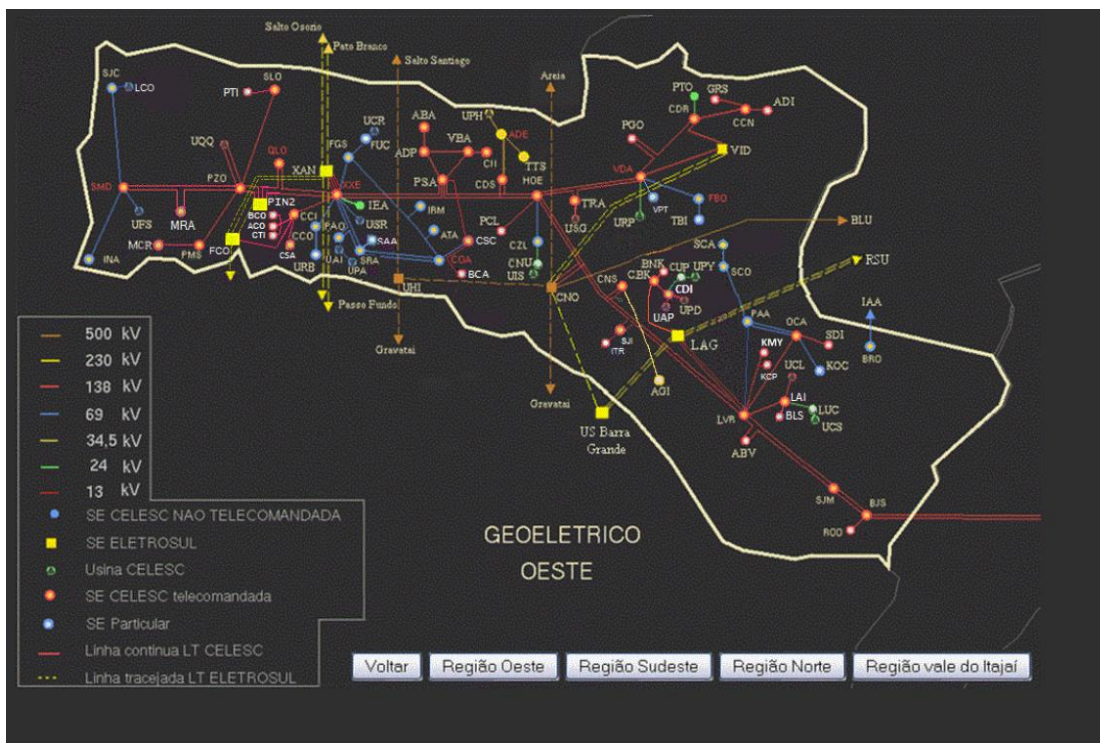 Salto Osorio
Pato Branco
Salto Santiago
Areia
SJC
LCO
SLO
PTI
ABA
UPH
UCR
FUC
ADE
VBA
ADP
CII
TTS
PTO
GRS
CDR
ADI
CCN
PGO
VID
UQQ
FGS
QLO
XAN
PZO
SMD
PSA
CDS
HOE
VDA
XXE
PIN2
IEA
BCO
ACO
CTI
CCI
CCO
PAO
USR
IRM
ATA
SAA
UFS
MRA
MCR
PMS
FCO
CSA
URB
UAI
UPA
SRA
COA
CSC
BCA
PCL
TRA
USG
URP
VPT
TBI
FBO
BLU
CZL
CNU
UIS
INA
UHI
CNO
CNS
BNK
CBK
CUP
UPY
CDI
UPD
UAP
SCA
SCO
RSU
Passo Fundo
PAA
OCA
IAA
SDI
BRO
KOC
KMY
KCP
UCL
SJI
ITR
LAG
AGI
Gravatai
Gravatai
LAI
LUC
BLS
UCS
LVR
ABV
US Barra
Grande
SJM
BJS
ROD
500 kV
230 kV
138 kV
69 kV
34,5 kV
24 kV
13 kV
SE CELESC NAO TELECOMANDADA
SE ELETROSUL
Usina CELESC
SE CELESC telecomandada
SE Particular
Linha continua LT CELESC
Linha tracejada LT ELETROSUL
GEOELETRICO
OESTE
Voltar
Região Oeste
Região Sudeste
Região Norte
Região vale do Itajaí